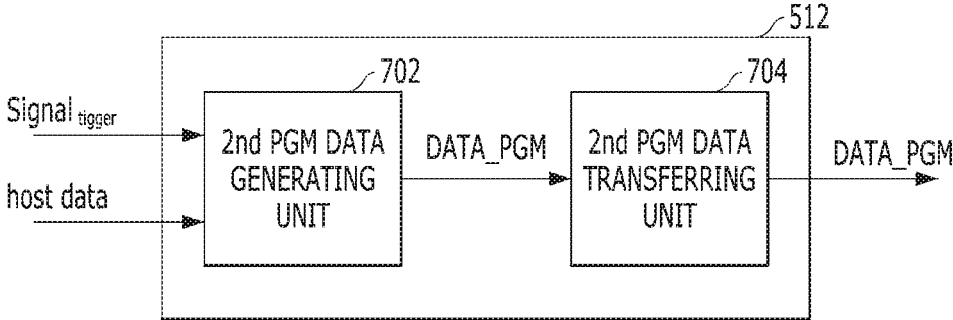 512
702
704
Signal tigger
host data
2nd PGM DATA
GENERATING
UNIT
DATA_PGM
2nd PGM DATA
TRANSFERRING
UNIT
DATA_PGM